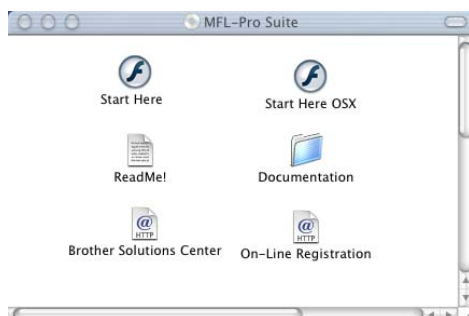 MFL-Pro Suite
Start Here
Start Here OSX
ReadMe!
Documentation
@
HTTP
@
HTTP
Brother Solutions Center
On-Line Registration